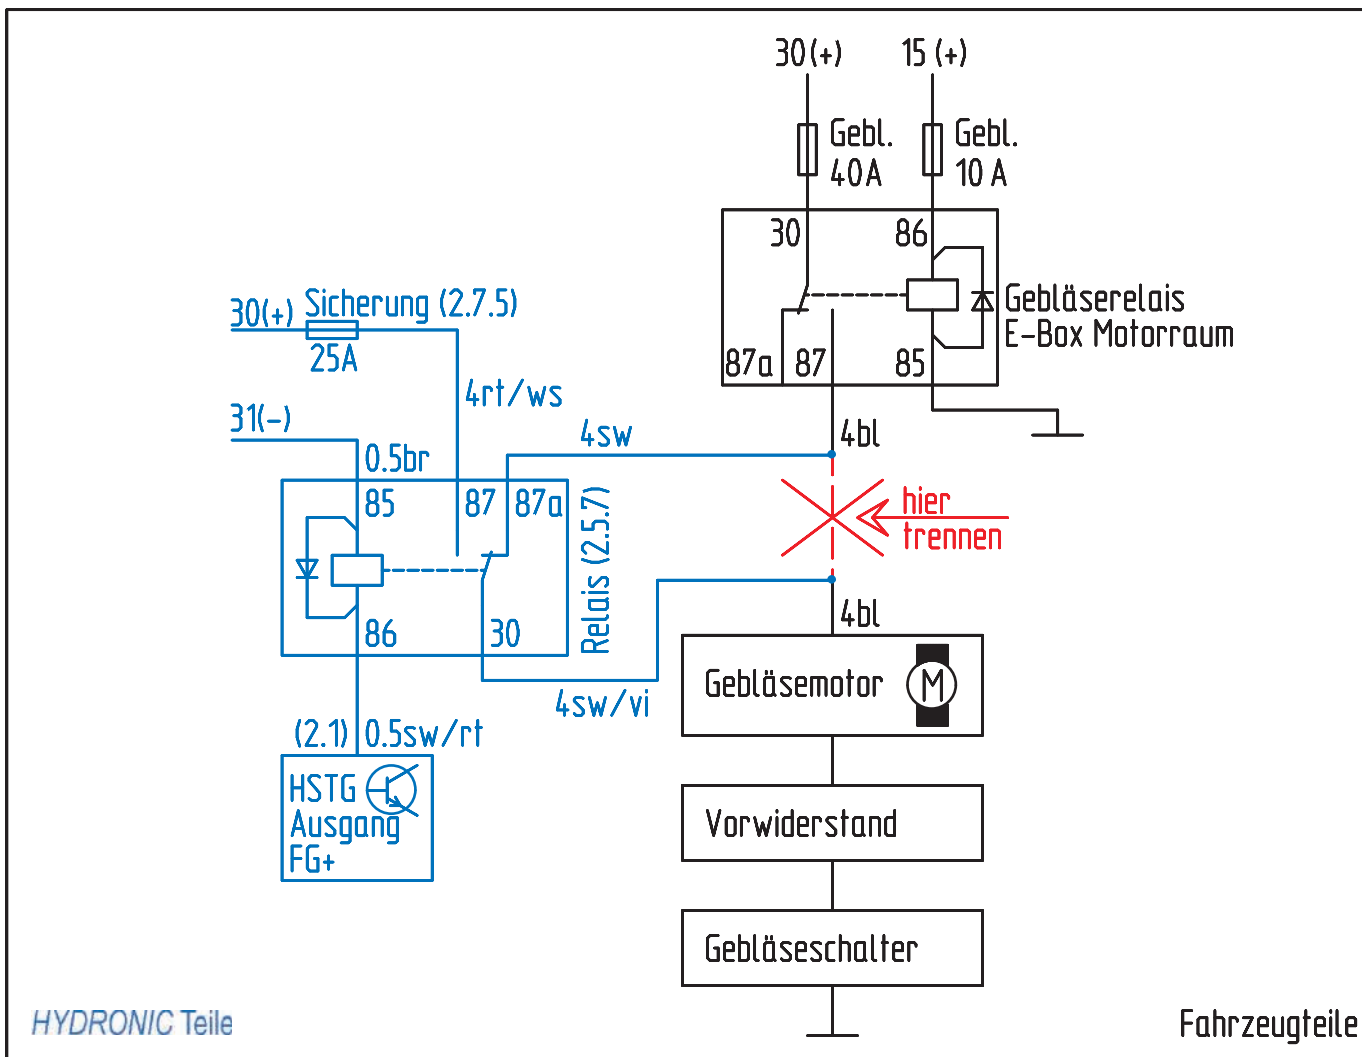 30(+)
15(+)
Gebl.
40A
Gebl.
10 A
30
86
Gebläserelais
E-Box Motorraum
87a
87
85
30(+)
Sicherung (2.7.5)
25A
4rt/ws
31(-)
0.5br
4sw
4bl
85
87
87a
Relais (2.5.7)
hier
trennen
86
30
4bl
4sw/vi
Gebläsemotor
M
(2.1)
0.5sw/rt
HSTG
Ausgang
FG+
Vorwiderstand
Gebläseschalter
HYDRONIC Teile
Fahrzeugteile